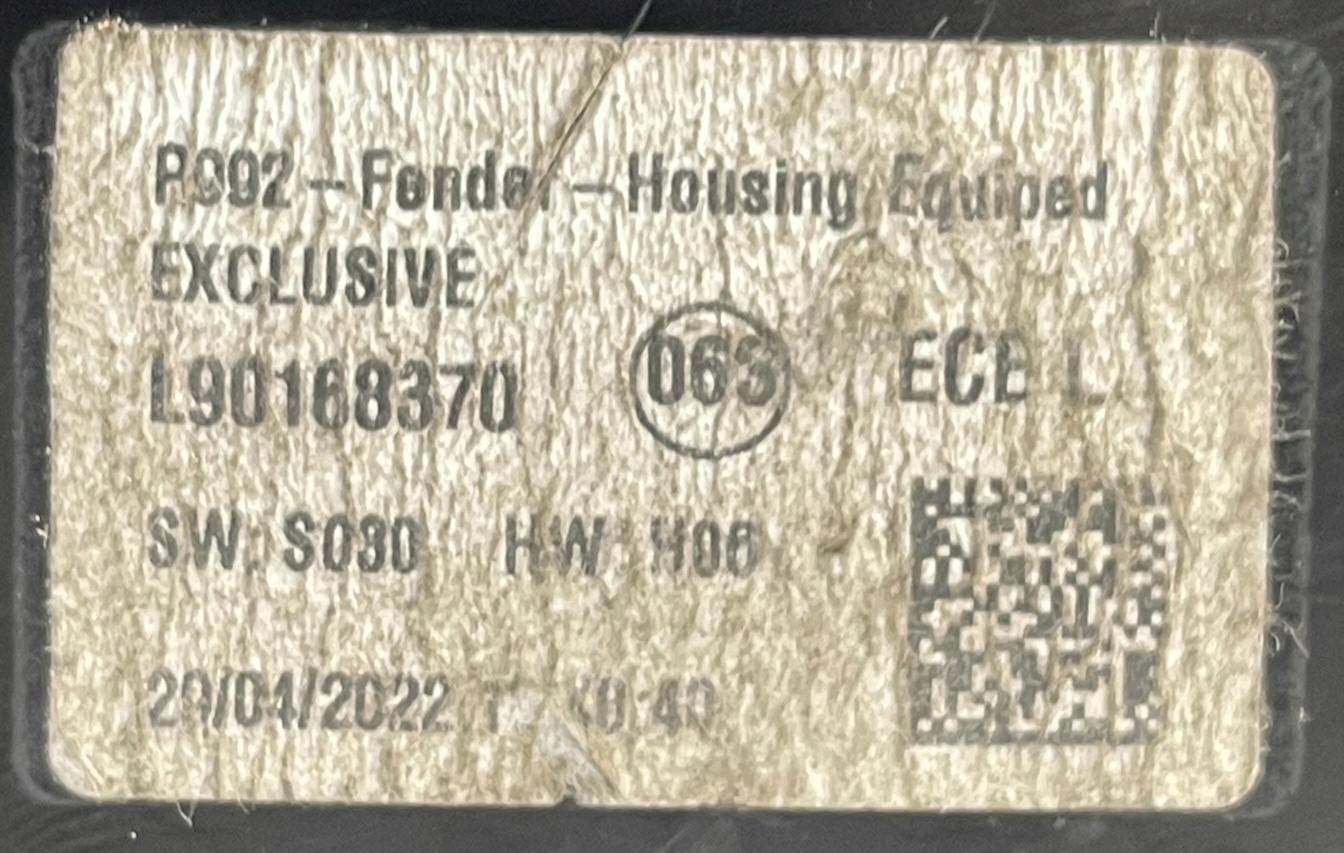 P992 - Fender - Housing Equiped
EXCLUSIVE
L90168370 063 ECE L
SW: S030 HW: H06
29/04/2022